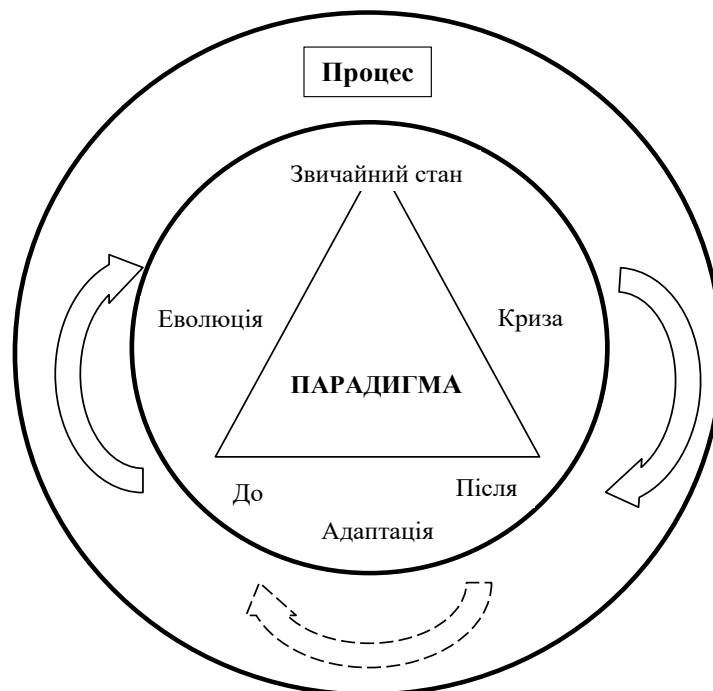 Процес
Звичайний стан
Еволюція
Криза
ПАРАДИГМА
До
Після
Адаптація